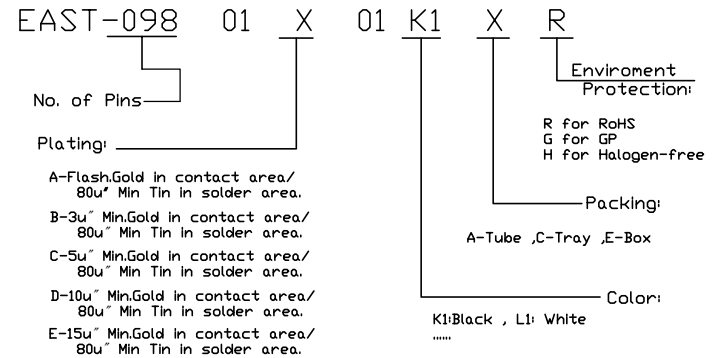 EAST-098 01 X 01 K1 X R
Enviroment
Protection:
No. of Pins
R for RoHS
G for GP
H for Halogen-free
Plating:
A-Flash.Gold in contact area/
80u" Min Tin in solder area.
B-3u" Min.Gold in contact area/
80u" Min Tin in solder area.
C-5u" Min.Gold in contact area/
80u" Min Tin in solder area.
D-10u" Min.Gold in contact area/
80u" Min Tin in solder area.
E-15u" Min.Gold in contact area/
80u" Min Tin in solder area.
Packing:
A-Tube ,C-Tray ,E-Box
Color:
K1:Black , L1: White
......